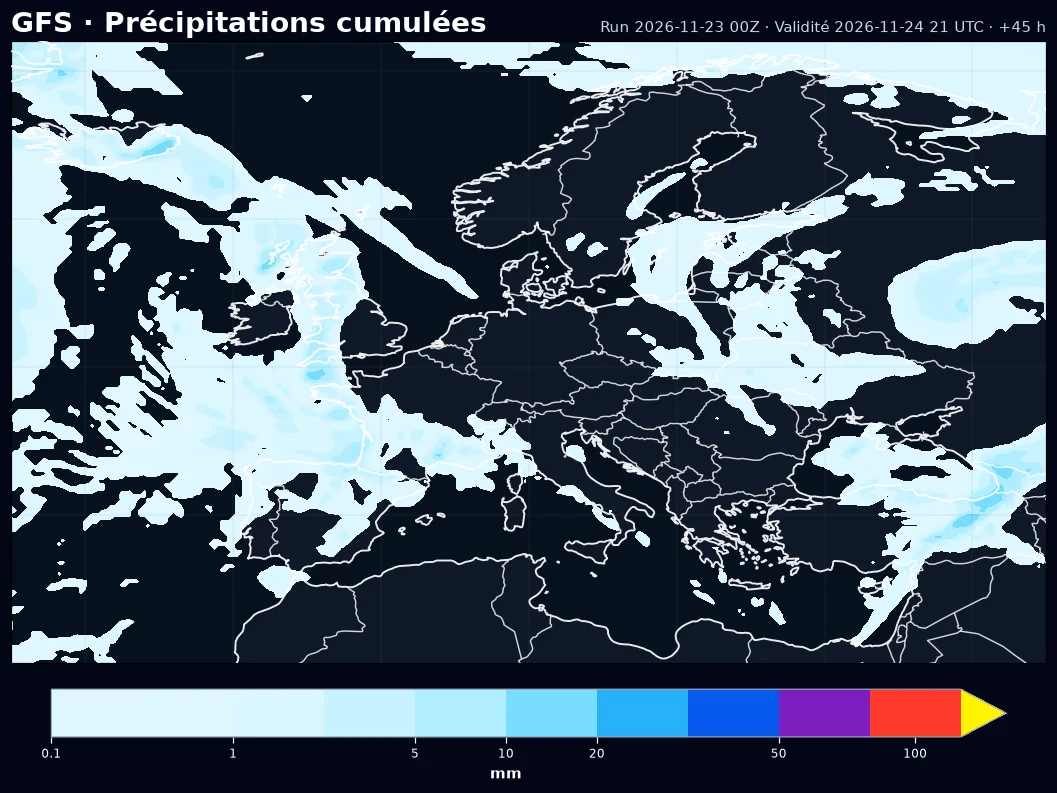 GFS · Précipitations cumulées
Run 2026-11-23 00Z · Validité 2026-11-24 21 UTC · +45 h
0.1 1 5 10 20 50 100
mm